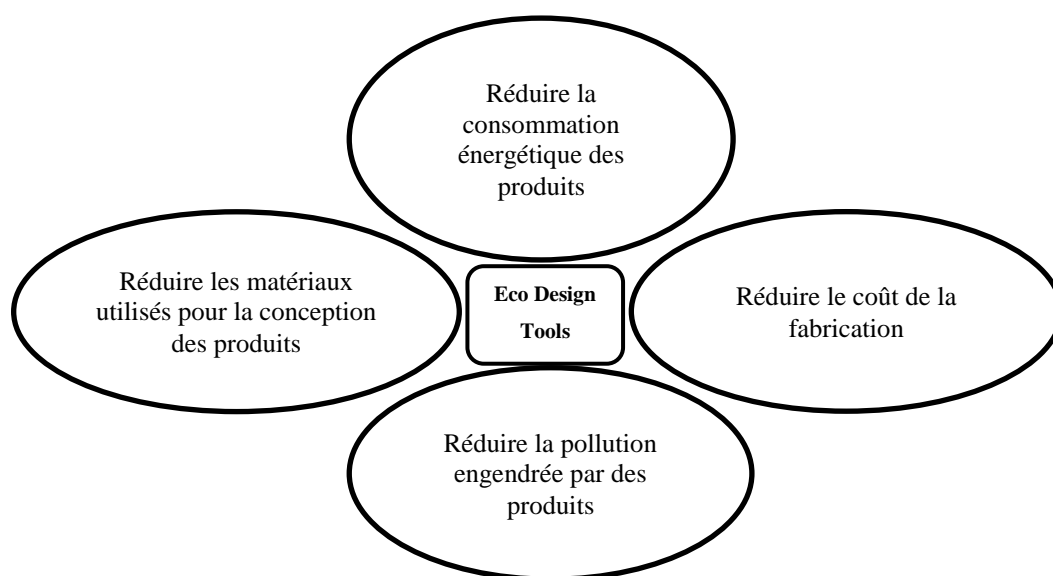 Réduire la
consommation
énergétique des
produits
Réduire les matériaux
utilisés pour la conception
des produits
Eco Design
Tools
Réduire le coût de la
fabrication
Réduire la pollution
engendrée par des
produits